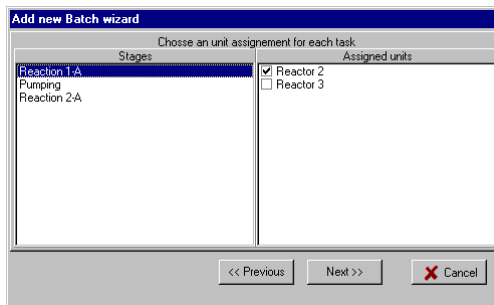 Add new Batch wizard
Chosse an unit assignement for each task
Stages
Assigned units
Reaction 1-A
Pumping
Reaction 2-A
Reactor 2
Reactor 3
<< Previous
Next >>
Cancel